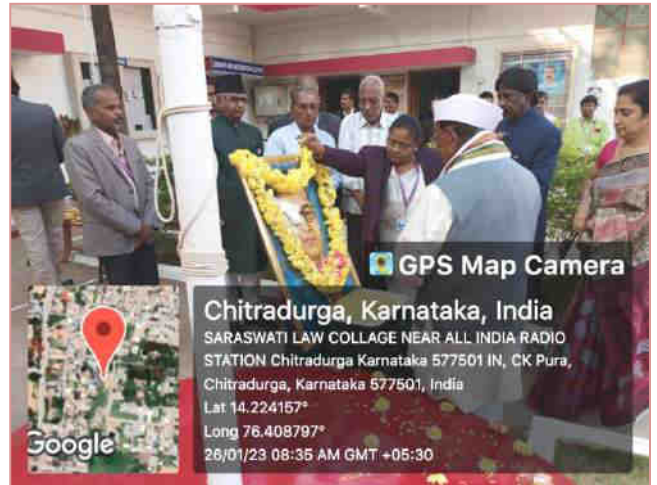 GPS Map Camera
Chitradurga, Karnataka, India
SARASWATI LAW COLLAGE NEAR ALL INDIA RADIO
STATION Chitradurga Karnataka 577501 IN, CK Pura,
Chitradurga, Karnataka 577501, India
Lat 14.224157°
Long 76.408797°
26/01/23 08:35 AM GMT +05:30
Google